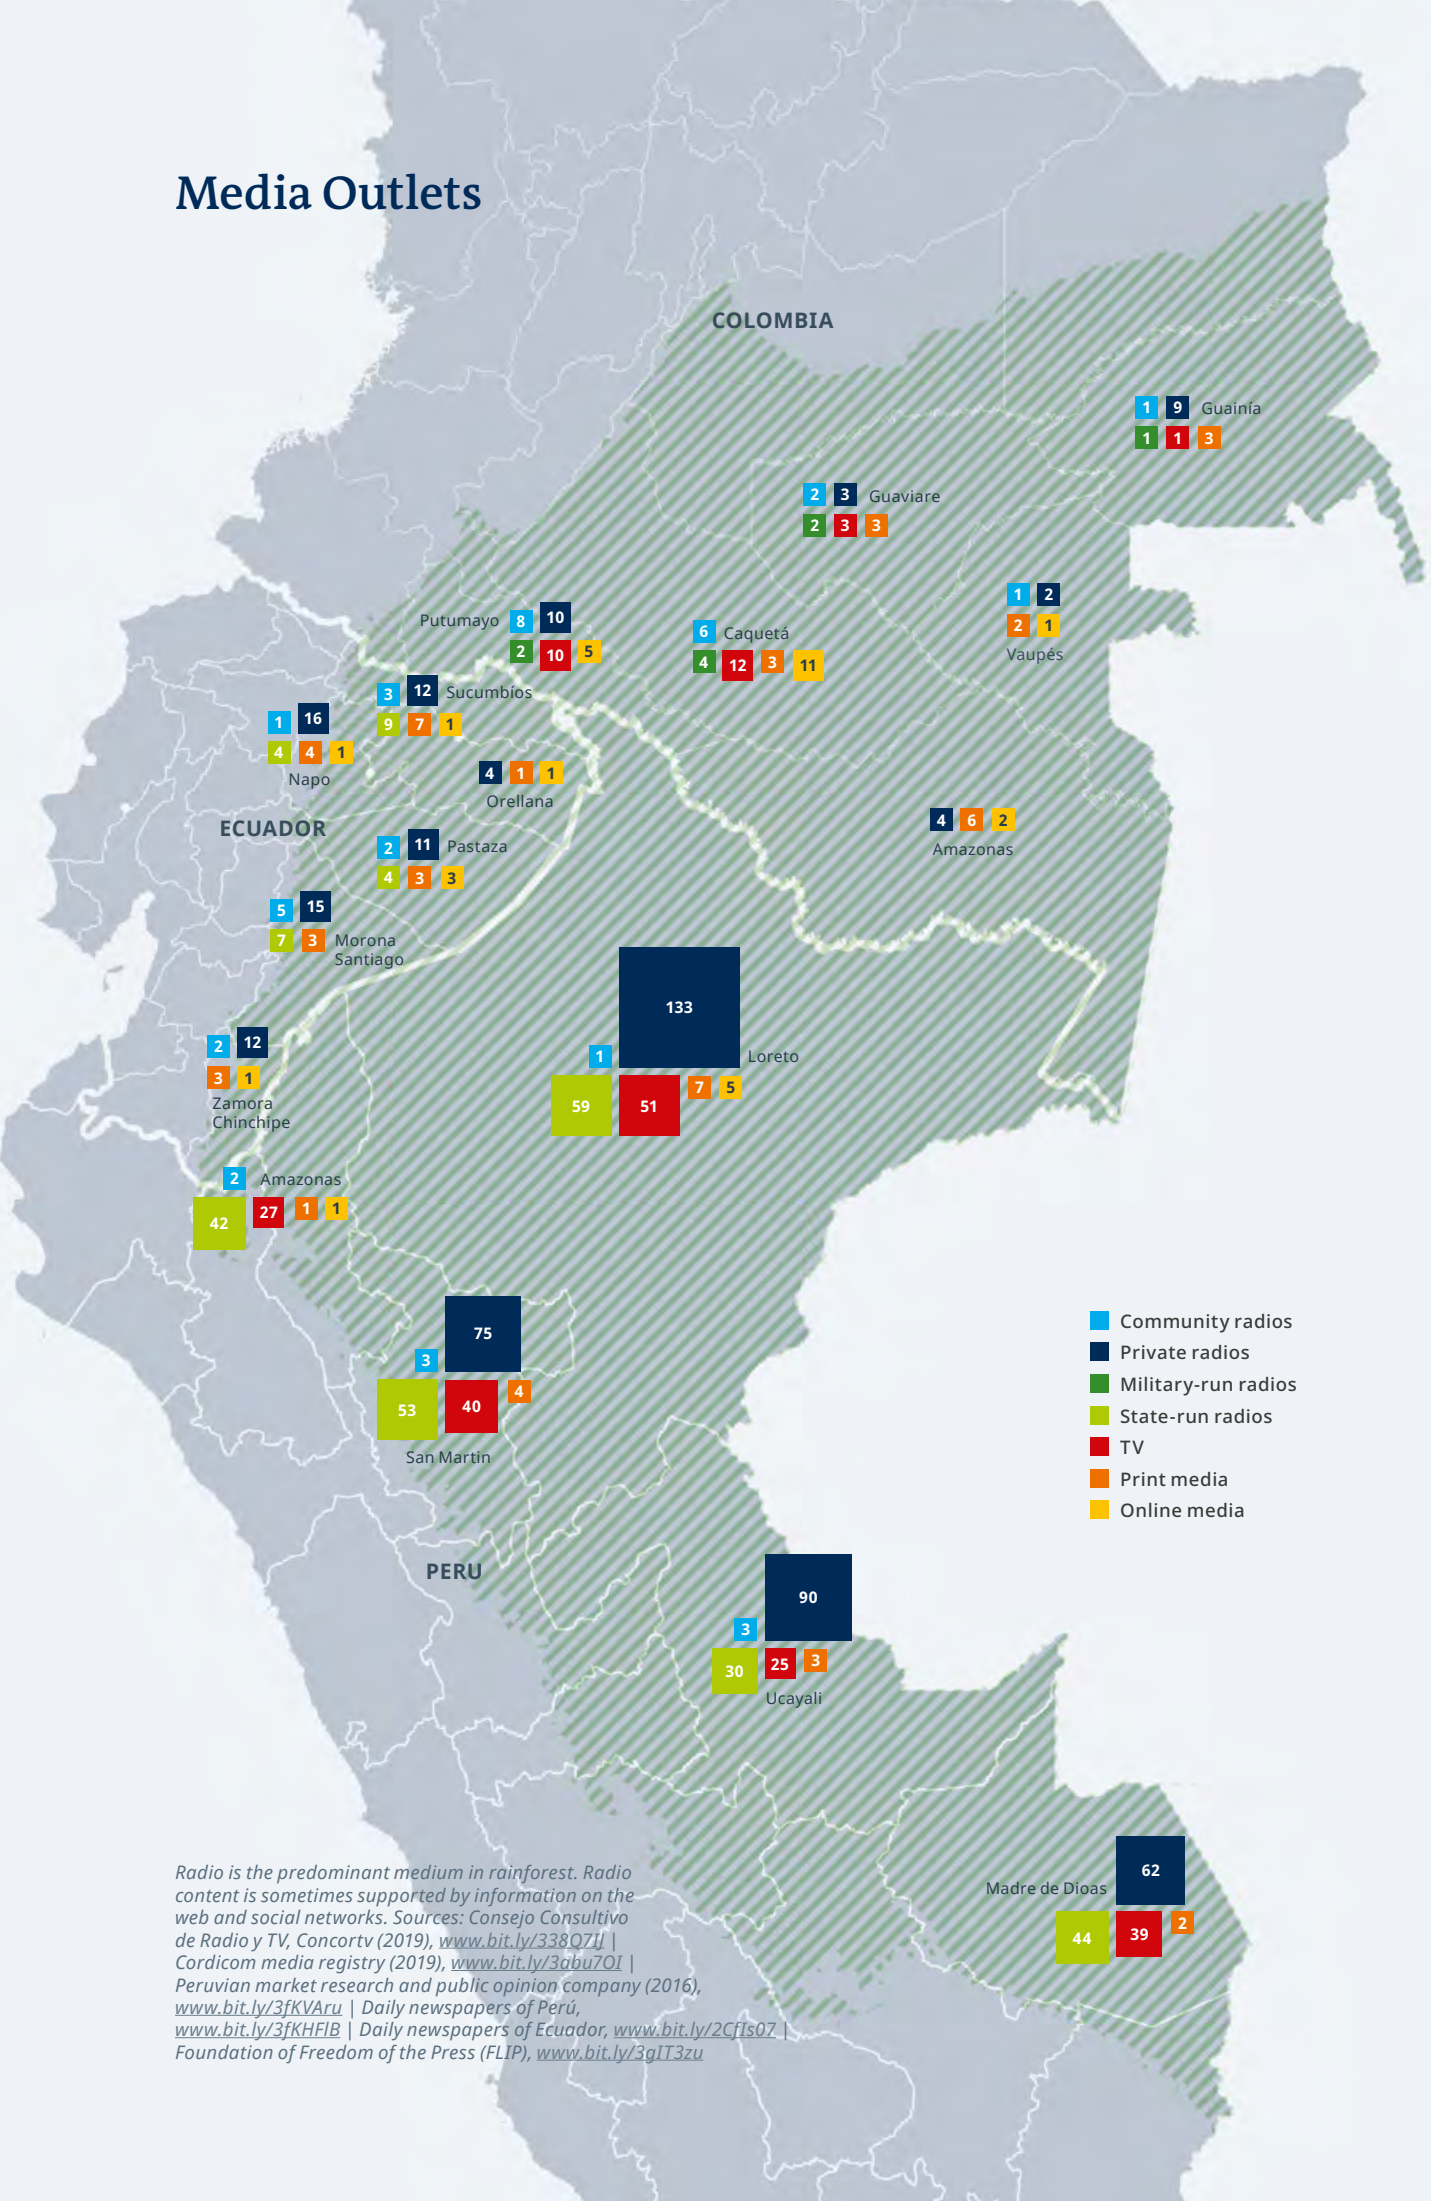 Media Outlets
COLOMBIA
1 9 Guainía
1 1 3
2 3 Guaviare
2 3 3
1 2
2 1
Vaupés
Putumayo 8 10
2 10 5
6 Caquetá
4 12 3 11
3 12 Sucumbíos
9 7 1
1 16
4 4 1
Napo
4 1 1
Orellana
ECUADOR
4 6 2
Amazonas
2 11 Pastaza
4 3 3
5 15
7 3 Morona
Santiago
133
1 Loreto
59 51 7 5
2 12
3 1
Zamora
Chinchipe
2 Amazonas
42 27 1 1
75
3
53 40 4
San Martin
Community radios
Private radios
Military-run radios
State-run radios
TV
Print media
Online media
PERU
90
3
30 25 3
Ucayali
62
Madre de Dioas
44 39 2
Radio is the predominant medium in rainforest. Radio
content is sometimes supported by information on the
web and social networks. Sources: Consejo Consultivo
de Radio y TV, Concortv (2019), www.bit.ly/338Q7IJ |
Cordicom media registry (2019), www.bit.ly/3abu7OI |
Peruvian market research and public opinion company (2016),
www.bit.ly/3fKVAru | Daily newspapers of Perú,
www.bit.ly/3fKHFlB | Daily newspapers of Ecuador, www.bit.ly/2CfIs07 |
Foundation of Freedom of the Press (FLIP), www.bit.ly/3gIT3zu